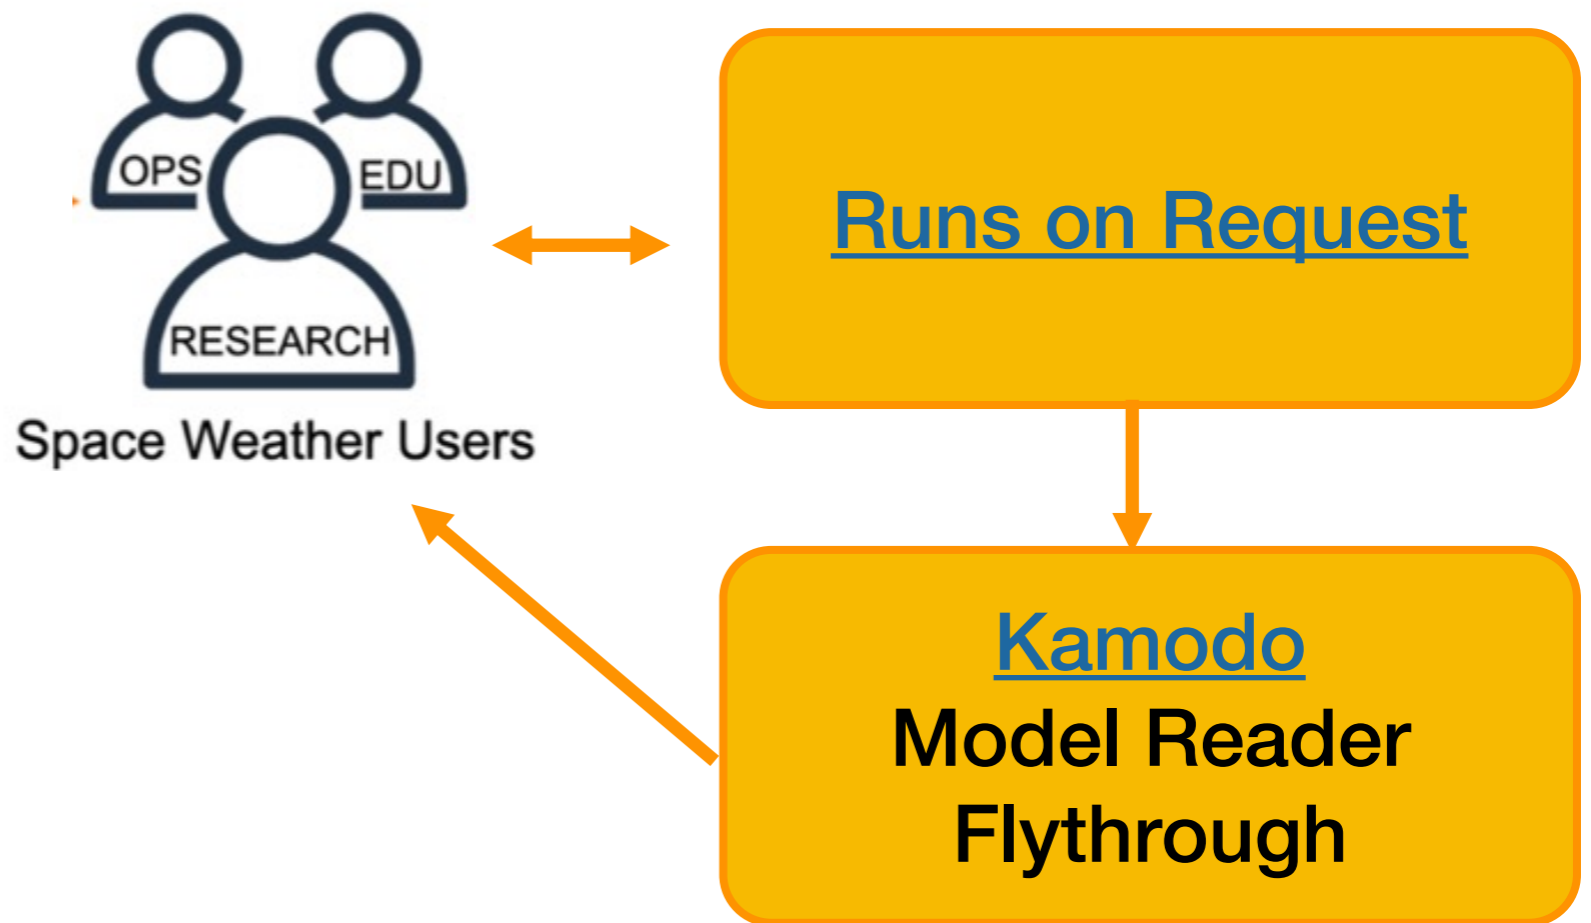 OPS
EDU
RESEARCH
Space Weather Users
Runs on Request
Kamodo
Model Reader
Flythrough